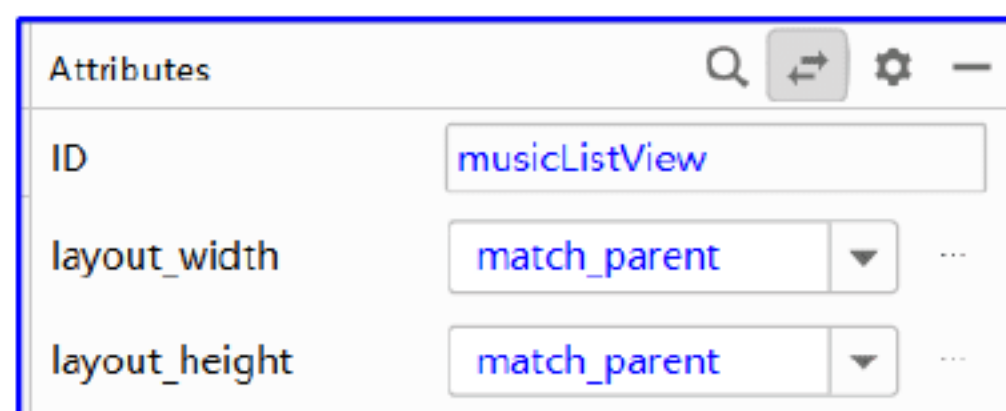 Attributes
ID musicListView
layout_width match_parent ...
layout_height match_parent ...